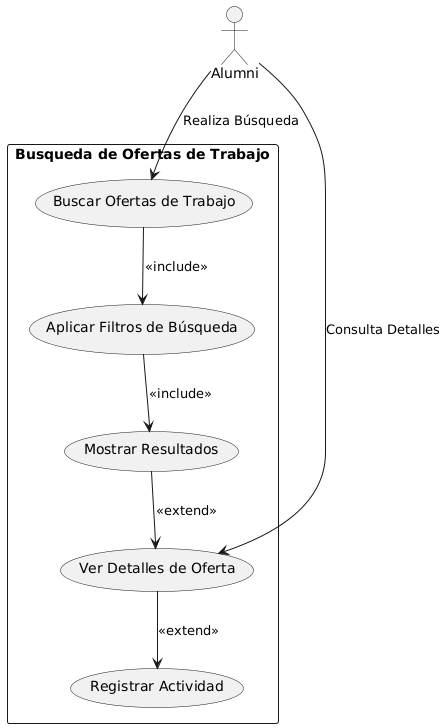 Alumni
Realiza Búsqueda
Busqueda de Ofertas de Trabajo
Buscar Ofertas de Trabajo
«include»
Aplicar Filtros de Búsqueda
Consulta Detalles
«include»
Mostrar Resultados
«extend»
Ver Detalles de Oferta
«extend»
Registrar Actividad